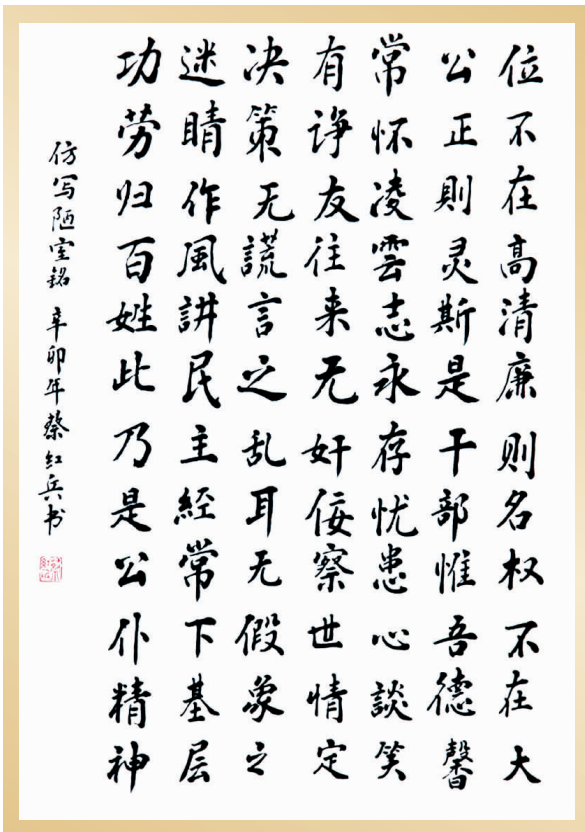 位不在高清廉则名权不在大
公正則灵斯是干部惟吾德馨
常怀凌雲志永存忧患心談笑
有诤友往来无奸佞察世情定
决策无謊言之乱耳无假象之
迷睛作風讲民主經常下基层
功劳归百姓此乃是公仆精神
仿写陋室銘 辛卯年蔡红兵书